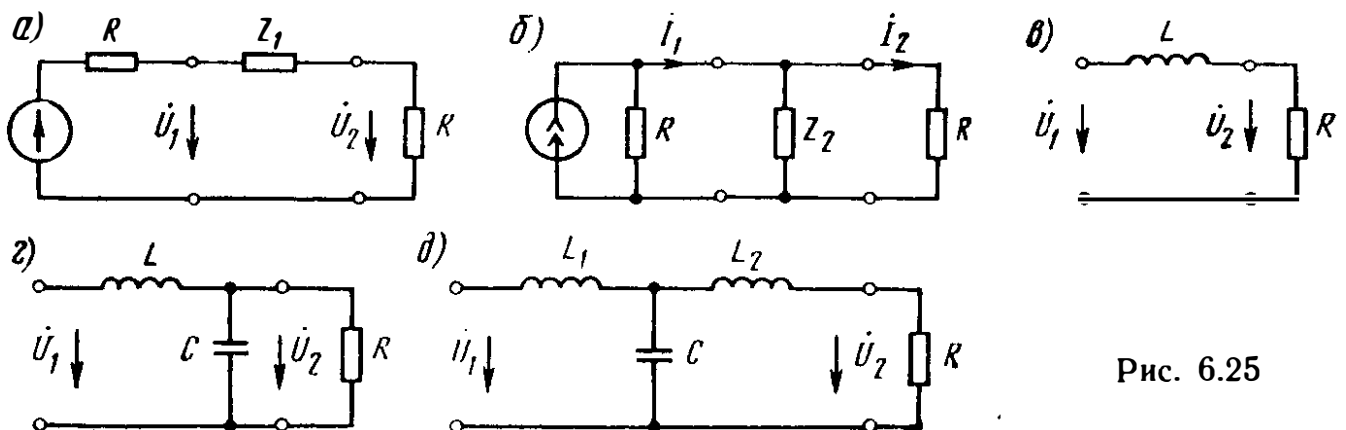 а) R Z₁ U̇₁ U̇₂ R
б) İ₁ İ₂ R Z₂ R
в) L U̇₁ U̇₂ R
г) L U̇₁ C U̇₂ R
д) L₁ L₂ U̇₁ C U̇₂ R
Рис. 6.25